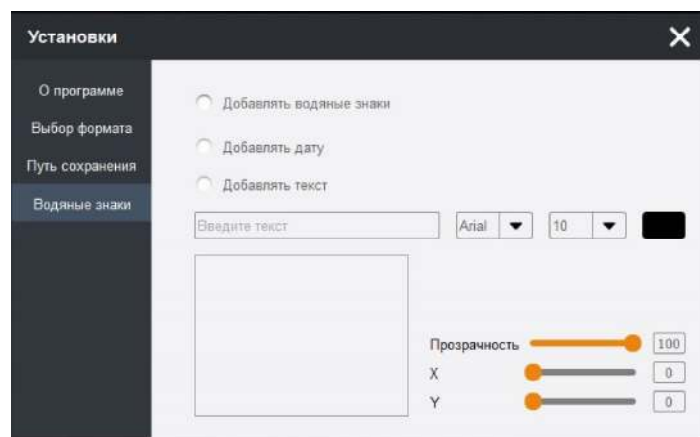 Установки
О программе
Выбор формата
Путь сохранения
Водяные знаки
Добавлять водяные знаки
Добавлять дату
Добавлять текст
Введите текст
Arial
10
Прозрачность 100
X 0
Y 0